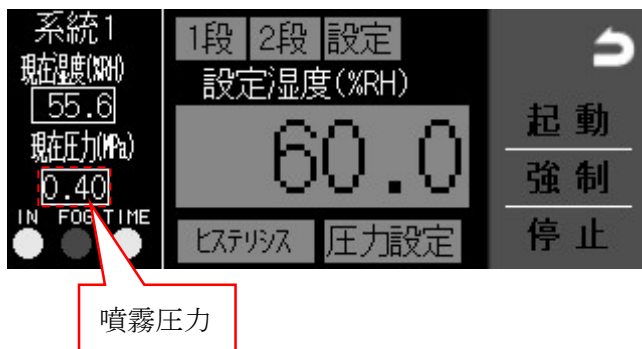 系統1
現在湿度(%RH)
55.6
現在圧力(MPa)
0.40
IN FOG TIME
1段 2段 設定
設定湿度(%RH)
60.0
ﾋｽﾃﾘｼｽ 圧力設定
起動
強制
停止
噴霧圧力